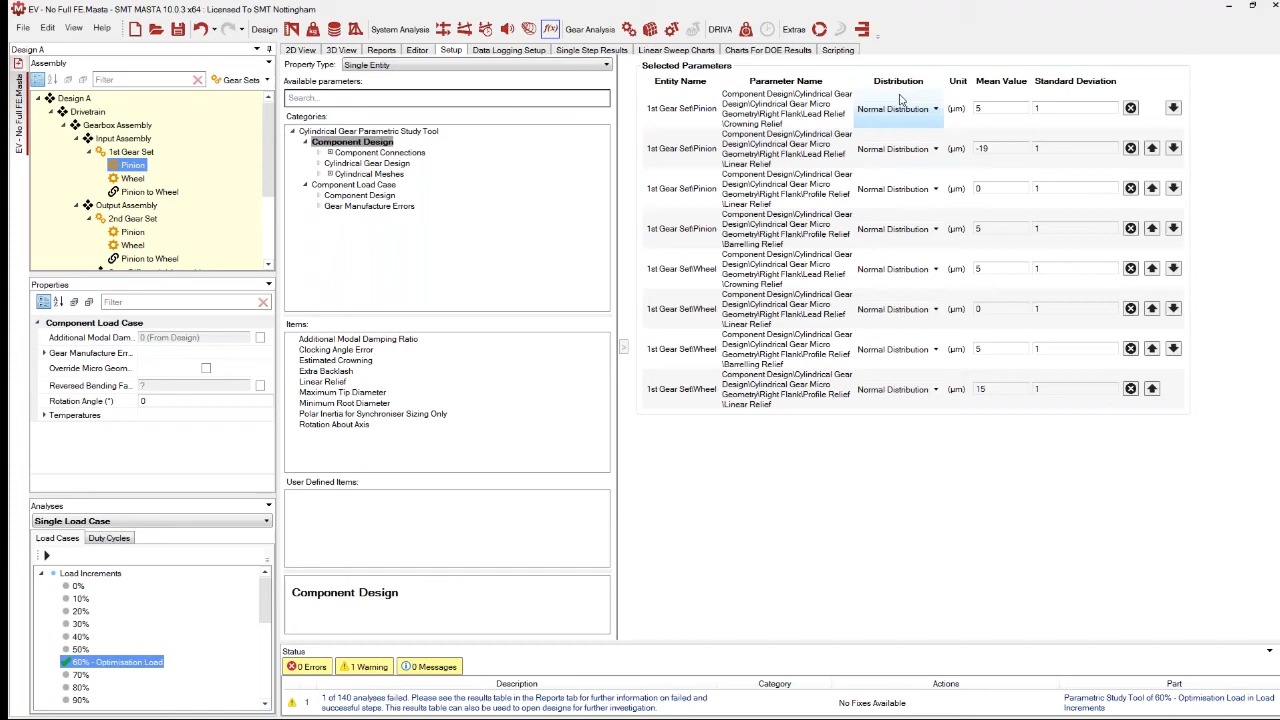 EV - No Full FE.Masta - SMT MASTA 10.0.3 x64 : Licensed To SMT Nottingham
File Edit View Help Design System Analysis f(x) Gear Analysis DRIVA Extras
Design A
2D View 3D View Reports Editor Setup Data Logging Setup Single Step Results Linear Sweep Charts Charts For DOE Results Scripting
EV - No Full FE.Masta
Assembly
Filter
Gear Sets
Design A
Drivetrain
Gearbox Assembly
Input Assembly
1st Gear Set
Pinion
Wheel
Pinion to Wheel
Output Assembly
2nd Gear Set
Pinion
Wheel
Pinion to Wheel
Properties
Filter
Component Load Case
Additional Modal Dam... 0 (From Design)
Gear Manufacture Err...
Override Micro Geom...
Reversed Bending Fa... ?
Rotation Angle (°) 0
Temperatures
Analyses
Single Load Case
Load Cases Duty Cycles
Load Increments
0%
10%
20%
30%
40%
50%
60% - Optimisation Load
70%
80%
90%
Property Type: Single Entity
Available parameters:
Search...
Categories:
Cylindrical Gear Parametric Study Tool
Component Design
Component Connections
Cylindrical Gear Design
Cylindrical Meshes
Component Load Case
Component Design
Gear Manufacture Errors
Items:
Additional Modal Damping Ratio
Clocking Angle Error
Estimated Crowning
Extra Backlash
Linear Relief
Maximum Tip Diameter
Minimum Root Diameter
Polar Inertia for Synchroniser Sizing Only
Rotation About Axis
User Defined Items:
Component Design
>
Selected Parameters
Entity Name Parameter Name Distribution Unit Mean Value Standard Deviation
Component Design\Cylindrical Gear
Design\Cylindrical Gear Micro
1st Gear Set\Pinion Geometry\Right Flank\Lead Relief Normal Distribution (µm) 5 1
\Crowning Relief
Component Design\Cylindrical Gear
Design\Cylindrical Gear Micro
1st Gear Set\Pinion Geometry\Right Flank\Lead Relief Normal Distribution (µm) -19 1
\Linear Relief
Component Design\Cylindrical Gear
Design\Cylindrical Gear Micro
1st Gear Set\Pinion Geometry\Right Flank\Profile Relief Normal Distribution (µm) 0 1
\Linear Relief
Component Design\Cylindrical Gear
Design\Cylindrical Gear Micro
1st Gear Set\Pinion Geometry\Right Flank\Profile Relief Normal Distribution (µm) 5 1
\Barrelling Relief
Component Design\Cylindrical Gear
Design\Cylindrical Gear Micro
1st Gear Set\Wheel Geometry\Right Flank\Lead Relief Normal Distribution (µm) 5 1
\Crowning Relief
Component Design\Cylindrical Gear
Design\Cylindrical Gear Micro
1st Gear Set\Wheel Geometry\Right Flank\Lead Relief Normal Distribution (µm) 0 1
\Linear Relief
Component Design\Cylindrical Gear
Design\Cylindrical Gear Micro
1st Gear Set\Wheel Geometry\Right Flank\Profile Relief Normal Distribution (µm) 5 1
\Barrelling Relief
Component Design\Cylindrical Gear
Design\Cylindrical Gear Micro
1st Gear Set\Wheel Geometry\Right Flank\Profile Relief Normal Distribution (µm) 15 1
\Linear Relief
Status
0 Errors 1 Warning 0 Messages
Description Category Actions Part
1 1 of 140 analyses failed. Please see the results table in the Reports tab for further information on failed and
successful steps. This results table can also be used to open designs for further investigation.
No Fixes Available
Parametric Study Tool of 60% - Optimisation Load in Load
Increments